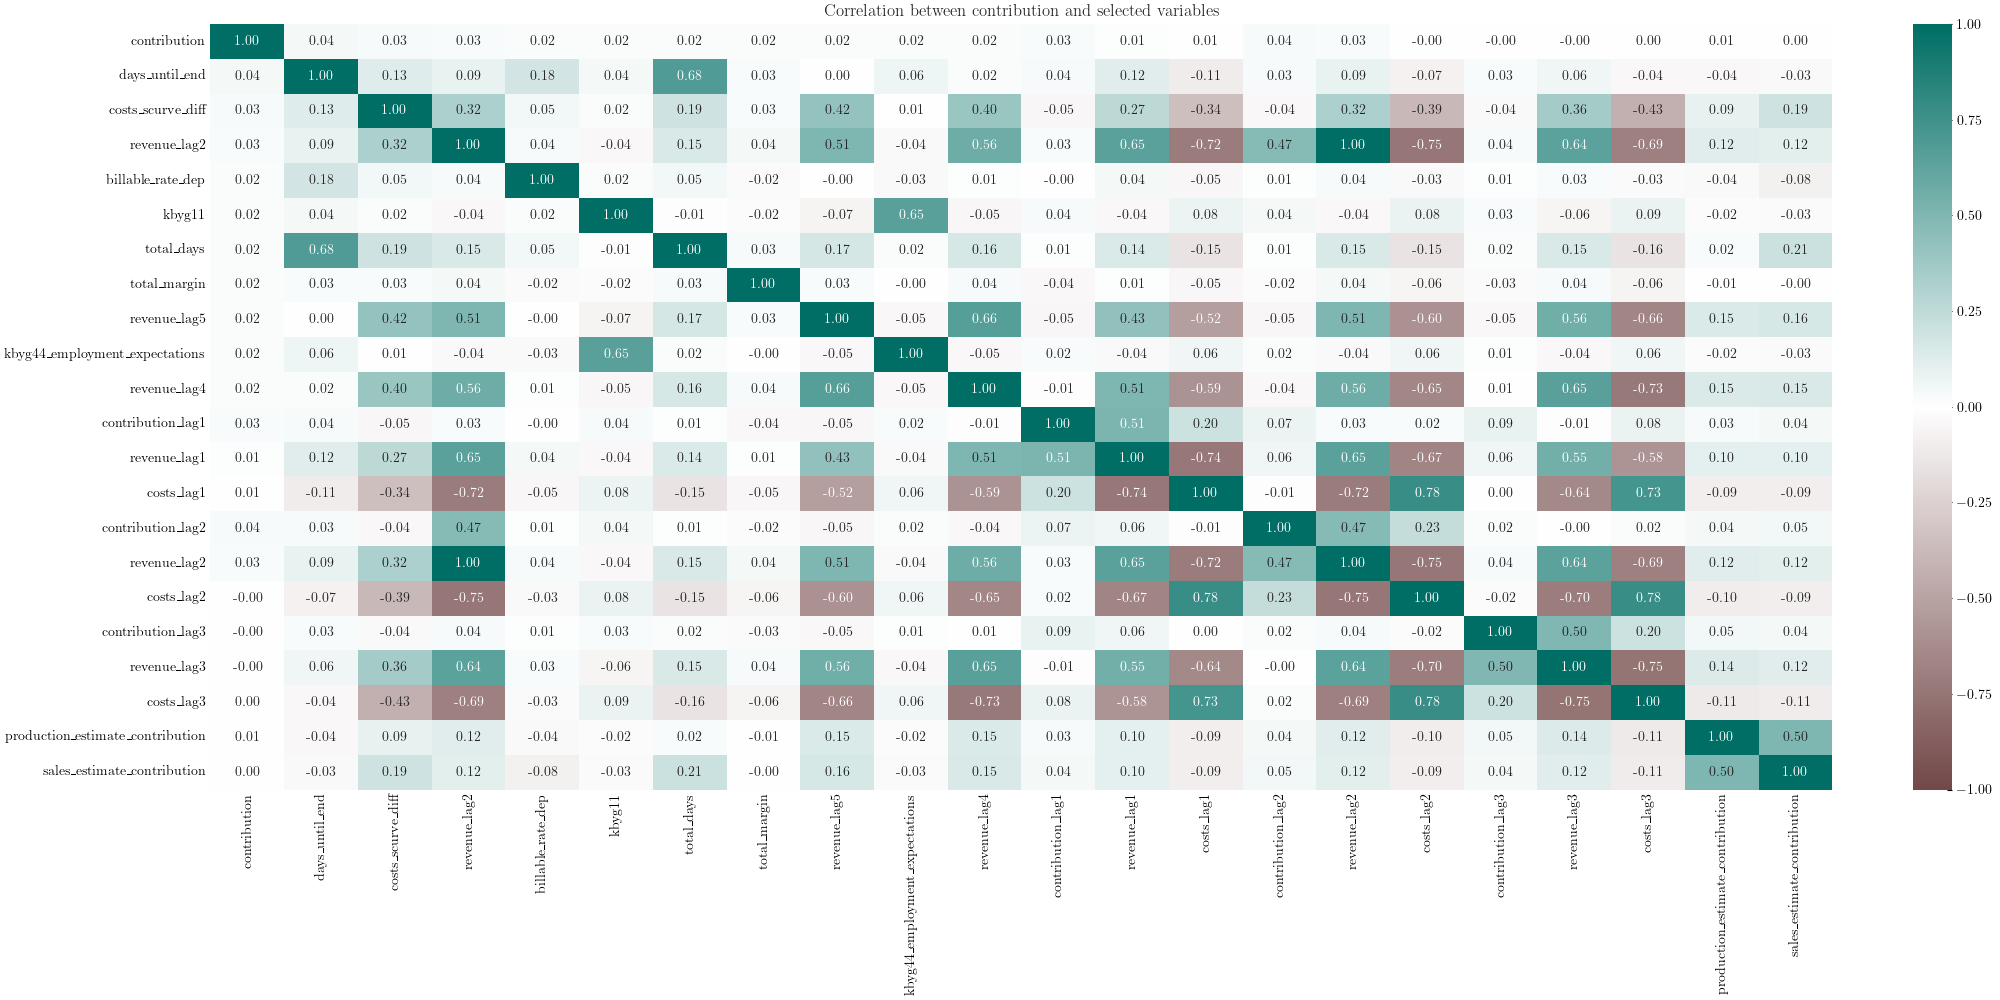 Correlation between contribution and selected variables
contribution 1.00 0.04 0.03 0.03 0.02 0.02 0.02 0.02 0.02 0.02 0.02 0.03 0.01 0.01 0.04 0.03 -0.00 -0.00 -0.00 0.00 0.01 0.00
days_until_end 0.04 1.00 0.13 0.09 0.18 0.04 0.68 0.03 0.00 0.06 0.02 0.04 0.12 -0.11 0.03 0.09 -0.07 0.03 0.06 -0.04 -0.04 -0.03
costs_scurve_diff 0.03 0.13 1.00 0.32 0.05 0.02 0.19 0.03 0.42 0.01 0.40 -0.05 0.27 -0.34 -0.04 0.32 -0.39 -0.04 0.36 -0.43 0.09 0.19
revenue_lag2 0.03 0.09 0.32 1.00 0.04 -0.04 0.15 0.04 0.51 -0.04 0.56 0.03 0.65 -0.72 0.47 1.00 -0.75 0.04 0.64 -0.69 0.12 0.12
billable_rate_dep 0.02 0.18 0.05 0.04 1.00 0.02 0.05 -0.02 -0.00 -0.03 0.01 -0.00 0.04 -0.05 0.01 0.04 -0.03 0.01 0.03 -0.03 -0.04 -0.08
kbyg11 0.02 0.04 0.02 -0.04 0.02 1.00 -0.01 -0.02 -0.07 0.65 -0.05 0.04 -0.04 0.08 0.04 -0.04 0.08 0.03 -0.06 0.09 -0.02 -0.03
total_days 0.02 0.68 0.19 0.15 0.05 -0.01 1.00 0.03 0.17 0.02 0.16 0.01 0.14 -0.15 0.01 0.15 -0.15 0.02 0.15 -0.16 0.02 0.21
total_margin 0.02 0.03 0.03 0.04 -0.02 -0.02 0.03 1.00 0.03 -0.00 0.04 -0.04 0.01 -0.05 -0.02 0.04 -0.06 -0.03 0.04 -0.06 -0.01 -0.00
revenue_lag5 0.02 0.00 0.42 0.51 -0.00 -0.07 0.17 0.03 1.00 -0.05 0.66 -0.05 0.43 -0.52 -0.05 0.51 -0.60 -0.05 0.56 -0.66 0.15 0.16
kbyg44_employment_expectations 0.02 0.06 0.01 -0.04 -0.03 0.65 0.02 -0.00 -0.05 1.00 -0.05 0.02 -0.04 0.06 0.02 -0.04 0.06 0.01 -0.04 0.06 -0.02 -0.03
revenue_lag4 0.02 0.02 0.40 0.56 0.01 -0.05 0.16 0.04 0.66 -0.05 1.00 -0.01 0.51 -0.59 -0.04 0.56 -0.65 0.01 0.65 -0.73 0.15 0.15
contribution_lag1 0.03 0.04 -0.05 0.03 -0.00 0.04 0.01 -0.04 -0.05 0.02 -0.01 1.00 0.51 0.20 0.07 0.03 0.02 0.09 -0.01 0.08 0.03 0.04
revenue_lag1 0.01 0.12 0.27 0.65 0.04 -0.04 0.14 0.01 0.43 -0.04 0.51 0.51 1.00 -0.74 0.06 0.65 -0.67 0.06 0.55 -0.58 0.10 0.10
costs_lag1 0.01 -0.11 -0.34 -0.72 -0.05 0.08 -0.15 -0.05 -0.52 0.06 -0.59 0.20 -0.74 1.00 -0.01 -0.72 0.78 0.00 -0.64 0.73 -0.09 -0.09
contribution_lag2 0.04 0.03 -0.04 0.47 0.01 0.04 0.01 -0.02 -0.05 0.02 -0.04 0.07 0.06 -0.01 1.00 0.47 0.23 0.02 -0.00 0.02 0.04 0.05
revenue_lag2 0.03 0.09 0.32 1.00 0.04 -0.04 0.15 0.04 0.51 -0.04 0.56 0.03 0.65 -0.72 0.47 1.00 -0.75 0.04 0.64 -0.69 0.12 0.12
costs_lag2 -0.00 -0.07 -0.39 -0.75 -0.03 0.08 -0.15 -0.06 -0.60 0.06 -0.65 0.02 -0.67 0.78 0.23 -0.75 1.00 -0.02 -0.70 0.78 -0.10 -0.09
contribution_lag3 -0.00 0.03 -0.04 0.04 0.01 0.03 0.02 -0.03 -0.05 0.01 0.01 0.09 0.06 0.00 0.02 0.04 -0.02 1.00 0.50 0.20 0.05 0.04
revenue_lag3 -0.00 0.06 0.36 0.64 0.03 -0.06 0.15 0.04 0.56 -0.04 0.65 -0.01 0.55 -0.64 -0.00 0.64 -0.70 0.50 1.00 -0.75 0.14 0.12
costs_lag3 0.00 -0.04 -0.43 -0.69 -0.03 0.09 -0.16 -0.06 -0.66 0.06 -0.73 0.08 -0.58 0.73 0.02 -0.69 0.78 0.20 -0.75 1.00 -0.11 -0.11
production_estimate_contribution 0.01 -0.04 0.09 0.12 -0.04 -0.02 0.02 -0.01 0.15 -0.02 0.15 0.03 0.10 -0.09 0.04 0.12 -0.10 0.05 0.14 -0.11 1.00 0.50
sales_estimate_contribution 0.00 -0.03 0.19 0.12 -0.08 -0.03 0.21 -0.00 0.16 -0.03 0.15 0.04 0.10 -0.09 0.05 0.12 -0.09 0.04 0.12 -0.11 0.50 1.00
contribution
days_until_end
costs_scurve_diff
revenue_lag2
billable_rate_dep
kbyg11
total_days
total_margin
revenue_lag5
kbyg44_employment_expectations
revenue_lag4
contribution_lag1
revenue_lag1
costs_lag1
contribution_lag2
revenue_lag2
costs_lag2
contribution_lag3
revenue_lag3
costs_lag3
production_estimate_contribution
sales_estimate_contribution
1.00
0.75
0.50
0.25
0.00
−0.25
−0.50
−0.75
−1.00